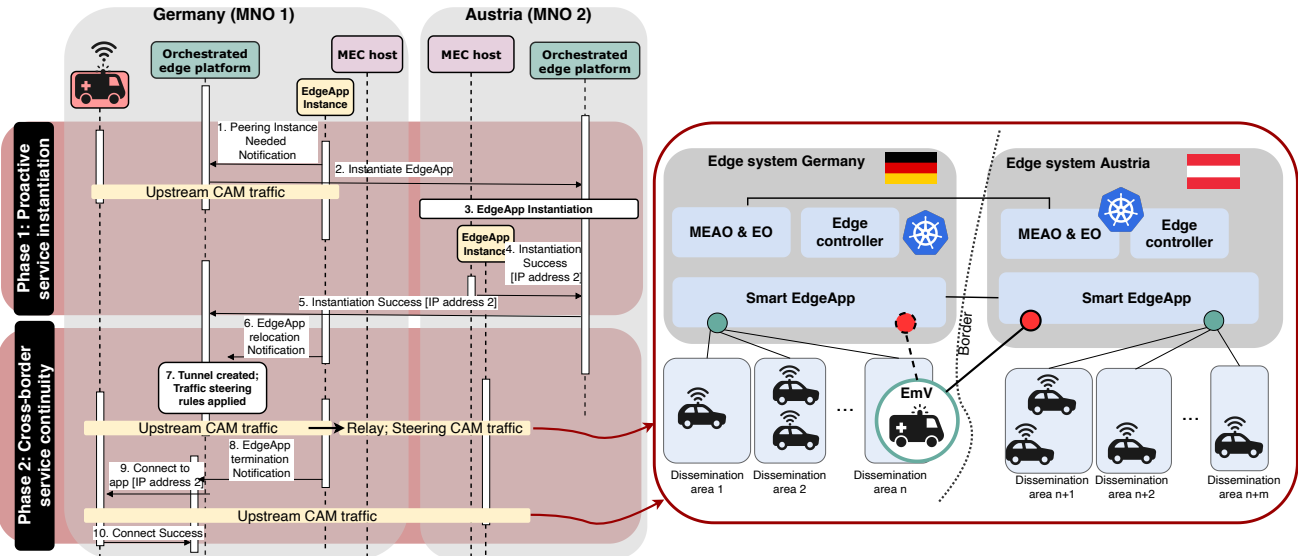 Germany (MNO 1)
Austria (MNO 2)
Orchestrated
edge platform
MEC host
MEC host
Orchestrated
edge platform
EdgeApp
Instance
Phase 1: Proactive
service instantiation
1. Peering Instance
Needed
Notification
2. Instantiate EdgeApp
Upstream CAM traffic
3. EdgeApp Instantiation
EdgeApp
Instance
4. Instantiation
Success
[IP address 2]
5. Instantiation Success [IP address 2]
Phase 2: Cross-border
service continuity
6. EdgeApp
relocation
Notification
7. Tunnel created;
Traffic steering
rules applied
Upstream CAM traffic
Relay; Steering CAM traffic
8. EdgeApp
termination
Notification
9. Connect to
app [IP address 2]
Upstream CAM traffic
10. Connect Success
Edge system Germany
Edge system Austria
MEAO & EO
Edge
controller
MEAO & EO
Edge
controller
Smart EdgeApp
Smart EdgeApp
Border
EmV
...
...
Dissemination
area 1
Dissemination
area 2
Dissemination
area n
Dissemination
area n+1
Dissemination
area n+2
Dissemination
area n+m